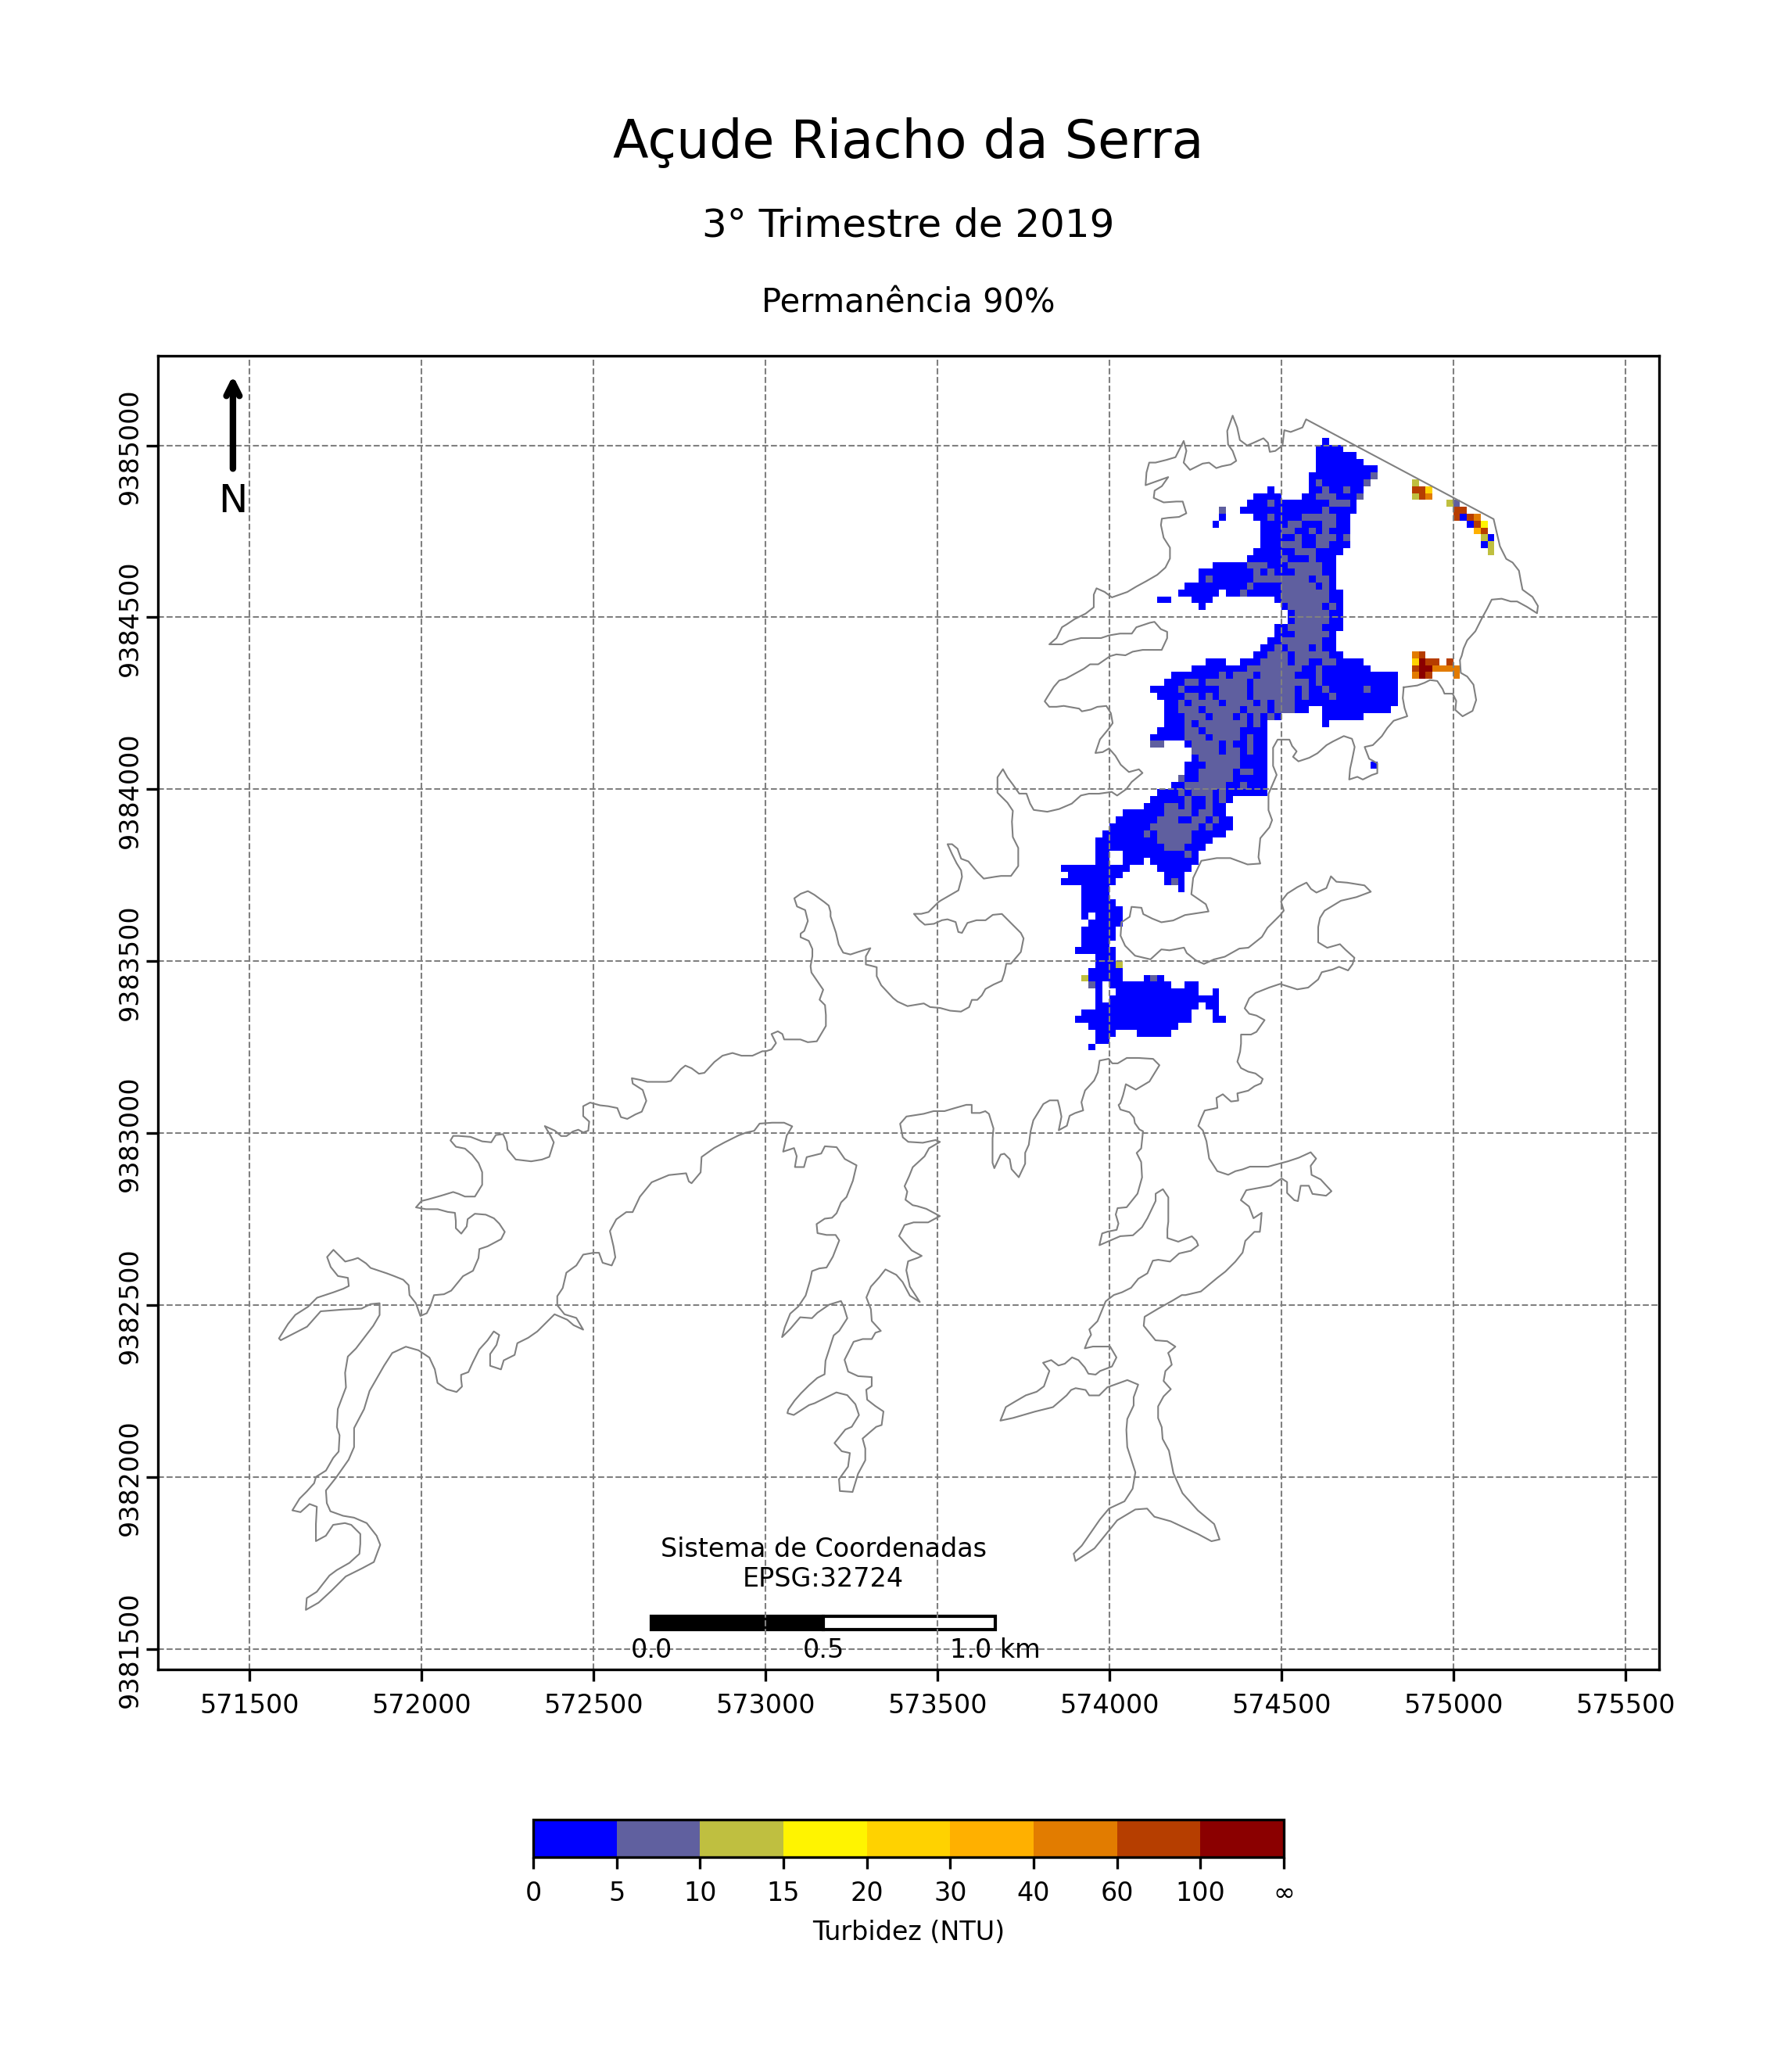 Açude Riacho da Serra
3° Trimestre de 2019
Permanência 90%
N
9385000
9384500
9384000
9383500
9383000
9382500
9382000
9381500
Sistema de Coordenadas
EPSG:32724
0.0 0.5 1.0 km
571500 572000 572500 573000 573500 574000 574500 575000 575500
0 5 10 15 20 30 40 60 100 ∞
Turbidez (NTU)